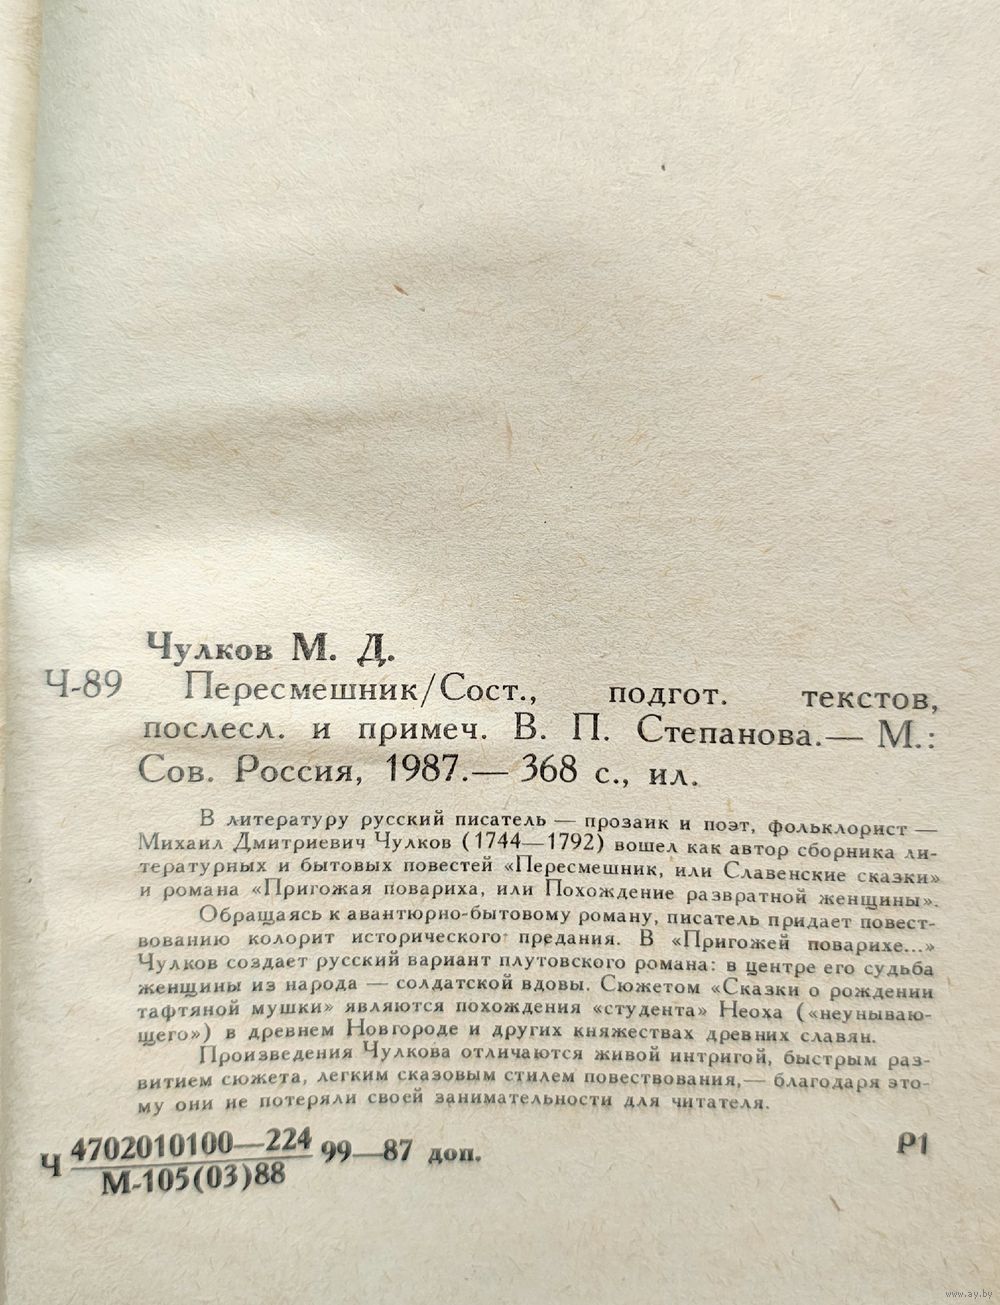 Чулков М. Д.
Ч-89 Пересмешник/Сост., подгот. текстов,
послесл. и примеч. В. П. Степанова.— М.:
Сов. Россия, 1987.— 368 с., ил.
В литературу русский писатель — прозаик и поэт, фольклорист —
Михаил Дмитриевич Чулков (1744—1792) вошел как автор сборника ли-
тературных и бытовых повестей «Пересмешник, или Славенские сказки»
и романа «Пригожая повариха, или Похождение развратной женщины».
Обращаясь к авантюрно-бытовому роману, писатель придает повест-
вованию колорит исторического предания. В «Пригожей поварихе...»
Чулков создает русский вариант плутовского романа: в центре его судьба
женщины из народа — солдатской вдовы. Сюжетом «Сказки о рождении
тафтяной мушки» являются похождения «студента» Неоха («неунываю-
щего») в древнем Новгороде и других княжествах древних славян.
Произведения Чулкова отличаются живой интригой, быстрым раз-
витием сюжета, легким сказовым стилем повествования,— благодаря это-
му они не потеряли своей занимательности для читателя.
Ч 4702010100—224 99—87 доп. Р1
М-105(03)88
www.ay.by